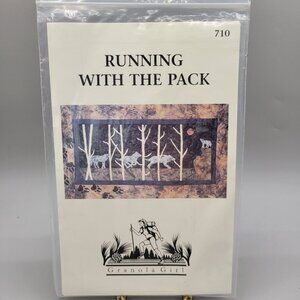 710
RUNNING
WITH THE PACK
Granola Girl